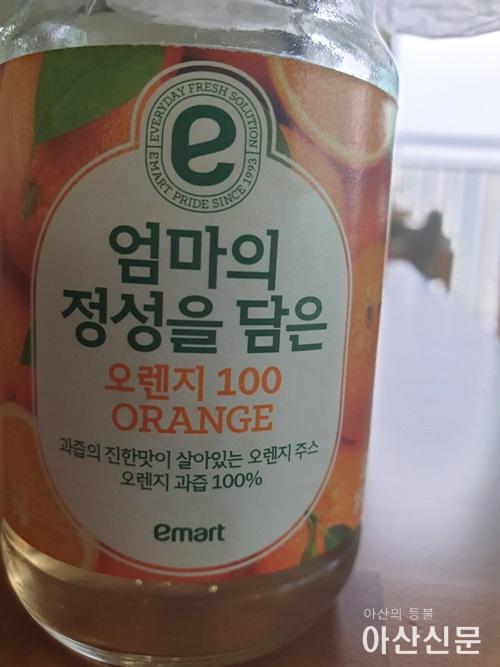 EVERYDAY FRESH SOLUTION
e
EMART PRIDE SINCE 1993
엄마의
정성을 담은
오렌지 100
ORANGE
과즙의 진한맛이 살아있는 오렌지 주스
오렌지 과즙 100%
emart
아산의 등불
아산신문